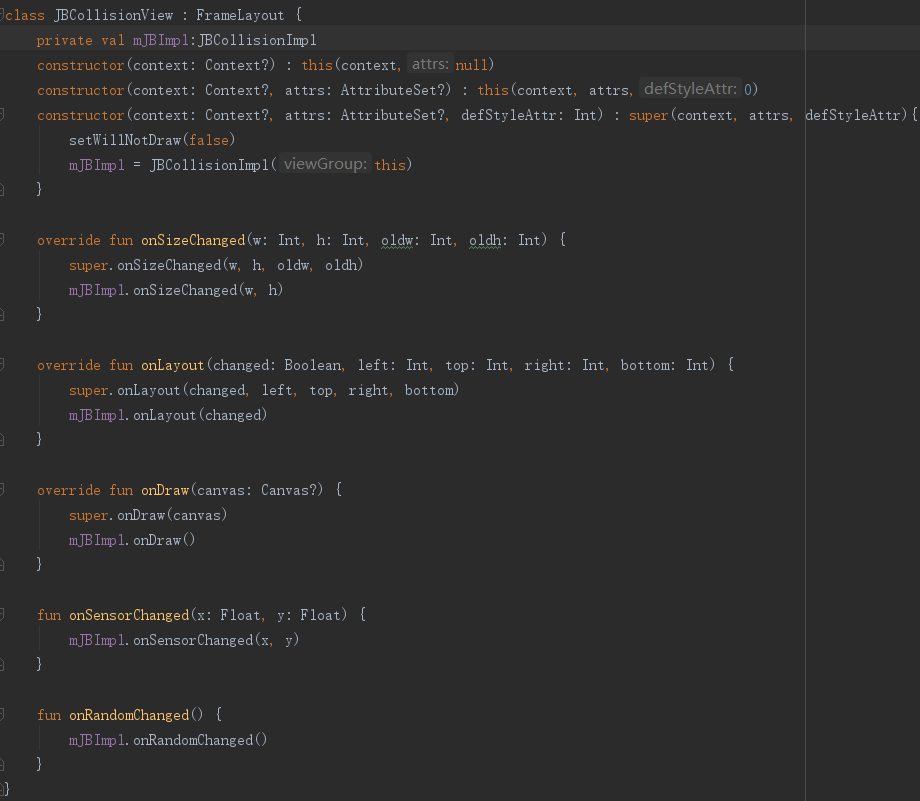 class JBCollisionView : FrameLayout {
    private val mJBImpl:JBCollisionImpl
    constructor(context: Context?) : this(context, attrs: null)
    constructor(context: Context?, attrs: AttributeSet?) : this(context, attrs, defStyleAttr: 0)
    constructor(context: Context?, attrs: AttributeSet?, defStyleAttr: Int) : super(context, attrs, defStyleAttr){
        setWillNotDraw(false)
        mJBImpl = JBCollisionImpl( viewGroup: this)
    }

    override fun onSizeChanged(w: Int, h: Int, oldw: Int, oldh: Int) {
        super.onSizeChanged(w, h, oldw, oldh)
        mJBImpl.onSizeChanged(w, h)
    }

    override fun onLayout(changed: Boolean, left: Int, top: Int, right: Int, bottom: Int) {
        super.onLayout(changed, left, top, right, bottom)
        mJBImpl.onLayout(changed)
    }

    override fun onDraw(canvas: Canvas?) {
        super.onDraw(canvas)
        mJBImpl.onDraw()
    }

    fun onSensorChanged(x: Float, y: Float) {
        mJBImpl.onSensorChanged(x, y)
    }

    fun onRandomChanged() {
        mJBImpl.onRandomChanged()
    }
}